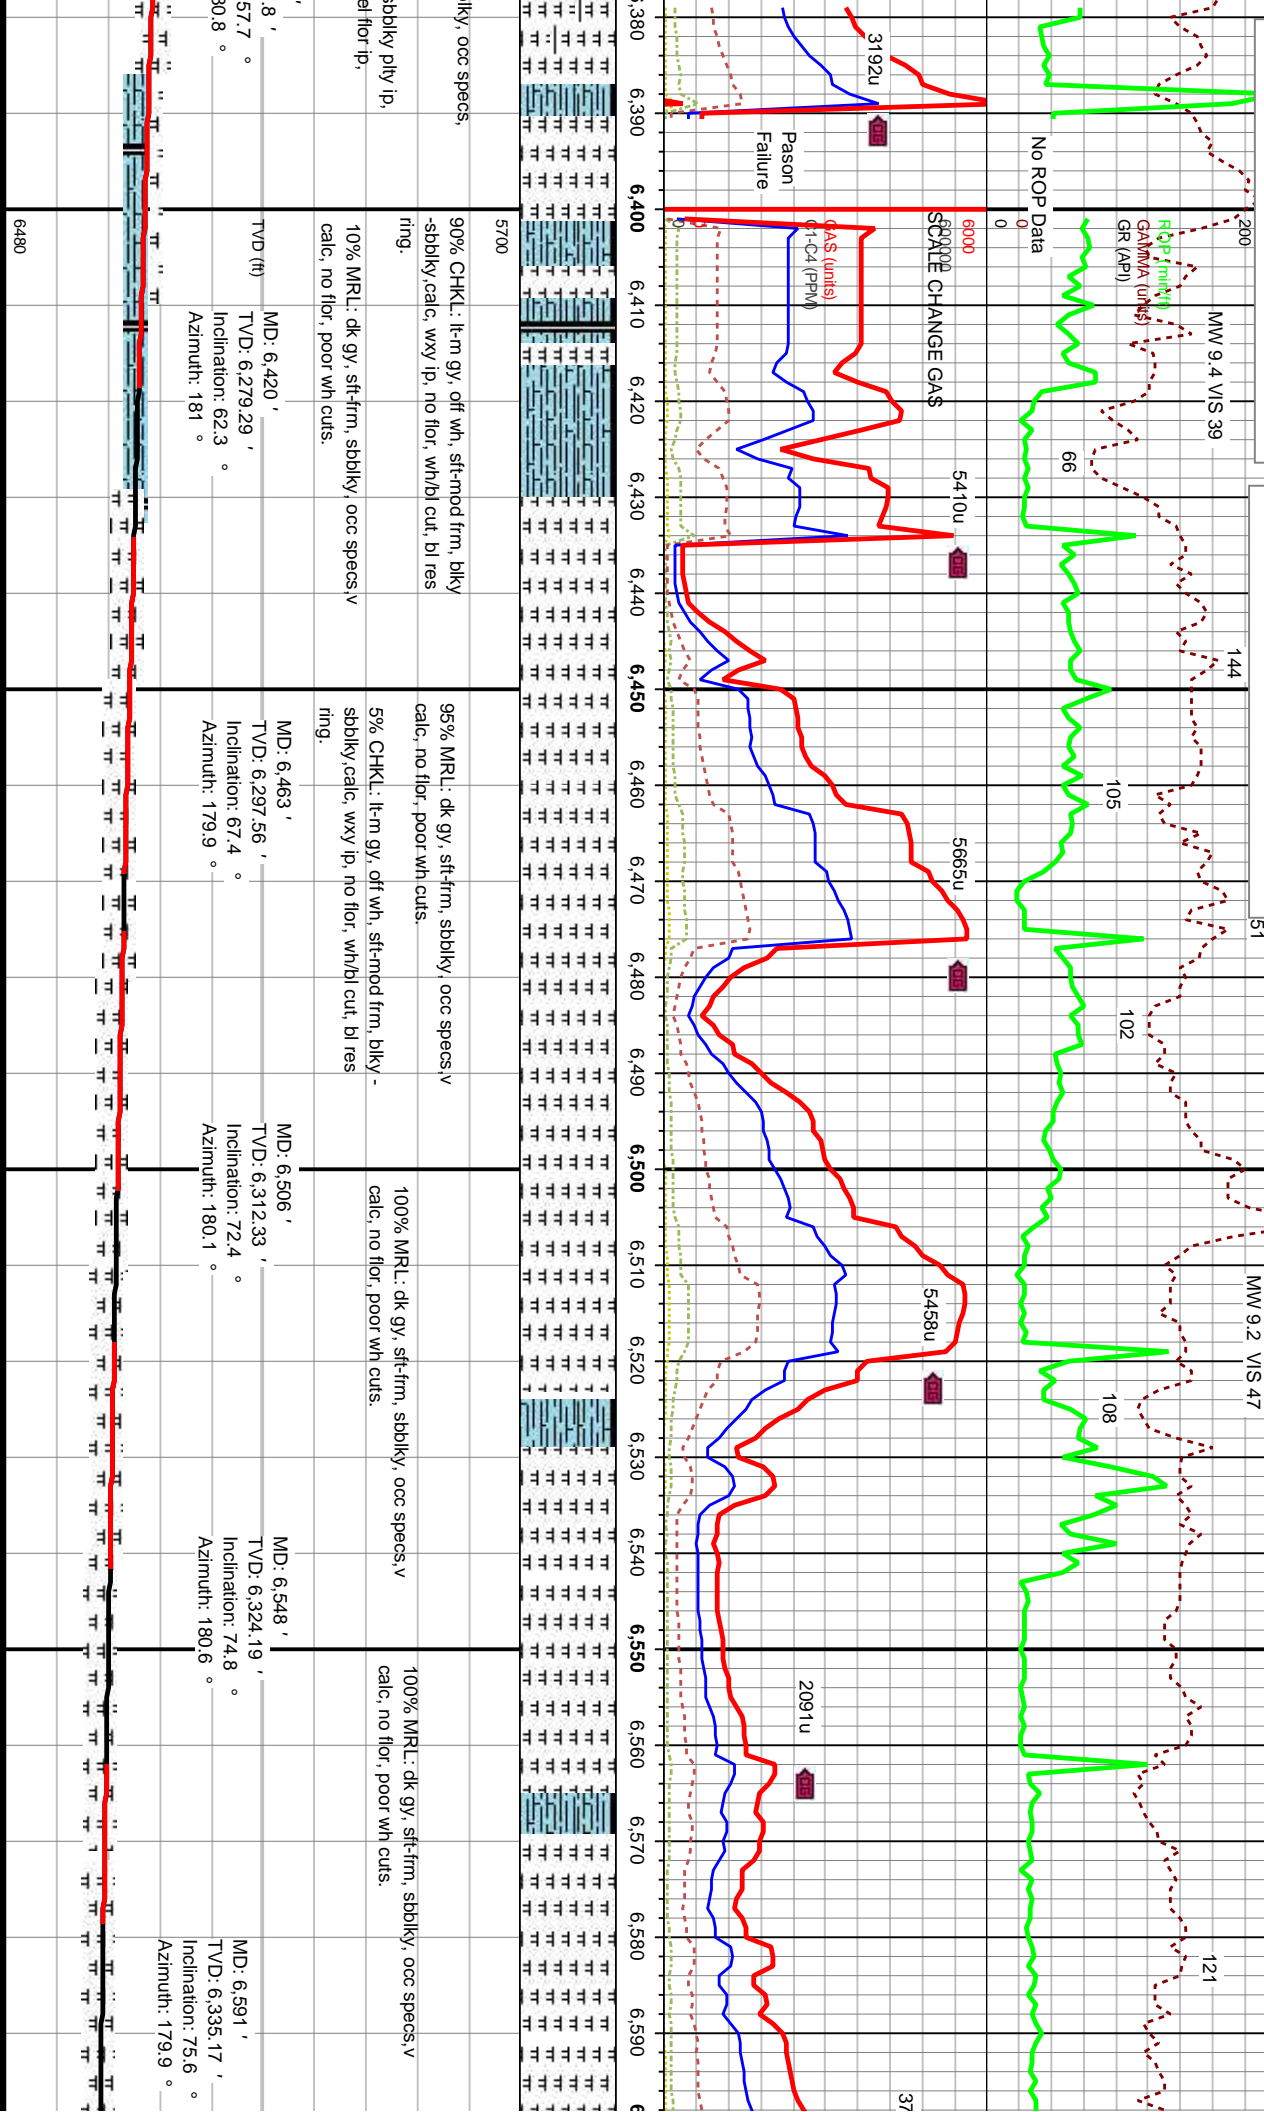 MW 9.4 VIS 39
51
MW 9.2 VIS 47
200
ROP (min/ft)
GAMMA (units)
GR (API)
0
0
No ROP Data
66
144
105
102
108
121
6000
SCALE CHANGE GAS
GAS (units)
C1-C4 (PPM)
0
3192u
Pason
Failure
5410u
5665u
5458u
2091u
37
6,380
6,390
6,400
6,410
6,420
6,430
6,440
6,450
6,460
6,470
6,480
6,490
6,500
6,510
6,520
6,530
6,540
6,550
6,560
6,570
6,580
6,590
5700
lky, occ specs,
sbblky plty ip,
el flor ip,
90% CHKL: lt-m gy, off wh, sft-mod frm, blky
-sbblky,calc, wxy ip, no flor, wh/bl cut, bl res
ring.
10% MRL: dk gy, sft-frm, sbblky, occ specs,v
calc, no flor, poor wh cuts.
95% MRL: dk gy, sft-frm, sbblky, occ specs,v
calc, no flor, poor wh cuts.
5% CHKL: lt-m gy, off wh, sft-mod frm, blky -
sbblky,calc, wxy ip, no flor, wh/bl cut, bl res
ring.
100% MRL: dk gy, sft-frm, sbblky, occ specs,v
calc, no flor, poor wh cuts.
100% MRL: dk gy, sft-frm, sbblky, occ specs,v
calc, no flor, poor wh cuts.
.8 '
57.7 °
30.8 °
TVD (ft)
MD: 6,420 '
TVD: 6,279.29 '
Inclination: 62.3 °
Azimuth: 181 °
MD: 6,463 '
TVD: 6,297.56 '
Inclination: 67.4 °
Azimuth: 179.9 °
MD: 6,506 '
TVD: 6,312.33 '
Inclination: 72.4 °
Azimuth: 180.1 °
MD: 6,548 '
TVD: 6,324.19 '
Inclination: 74.8 °
Azimuth: 180.6 °
MD: 6,591 '
TVD: 6,335.17 '
Inclination: 75.6 °
Azimuth: 179.9 °
6480